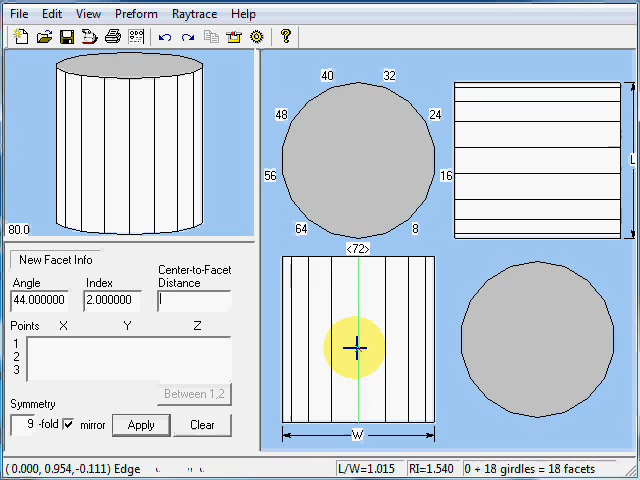 File Edit View Preform Raytrace Help
80.0
40 32
48 24
56 16
64 8
<72>
L
W
New Facet Info
Angle Index Center-to-Facet Distance
44.000000 2.000000
Points X Y Z
1
2
3
Between 1,2
Symmetry
9 -fold mirror Apply Clear
( 0.000, 0.954,-0.111) Edge L/W=1.015 RI=1.540 0 + 18 girdles = 18 facets